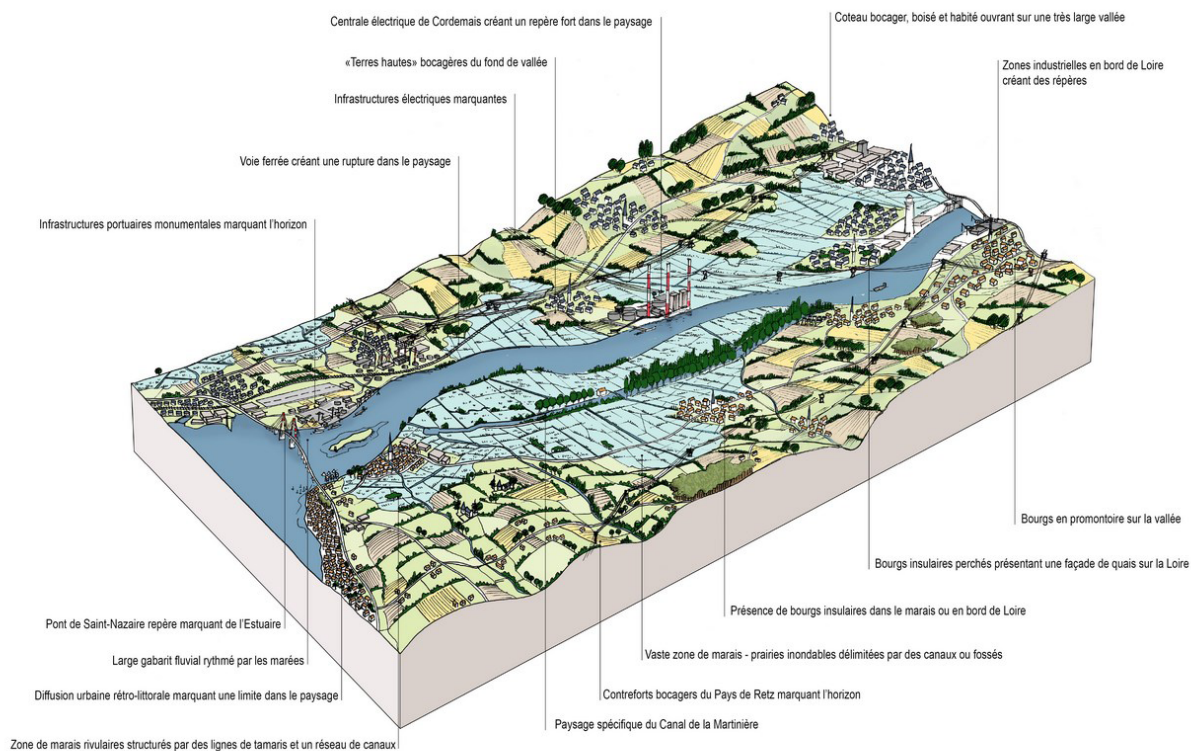 Centrale électrique de Cordemais créant un repère fort dans le paysage
Coteau bocager, boisé et habité ouvrant sur une très large vallée
«Terres hautes» bocagères du fond de vallée
Zones industrielles en bord de Loire
créant des répères
Infrastructures électriques marquantes
Voie ferrée créant une rupture dans le paysage
Infrastructures portuaires monumentales marquant l'horizon
Bourgs en promontoire sur la vallée
Bourgs insulaires perchés présentant une façade de quais sur la Loire
Présence de bourgs insulaires dans le marais ou en bord de Loire
Pont de Saint-Nazaire repère marquant de l'Estuaire
Vaste zone de marais - prairies inondables délimitées par des canaux ou fossés
Large gabarit fluvial rythmé par les marées
Contreforts bocagers du Pays de Retz marquant l'horizon
Diffusion urbaine rétro-littorale marquant une limite dans le paysage
Paysage spécifique du Canal de la Martinière
Zone de marais rivulaires structurés par des lignes de tamaris et un réseau de canaux